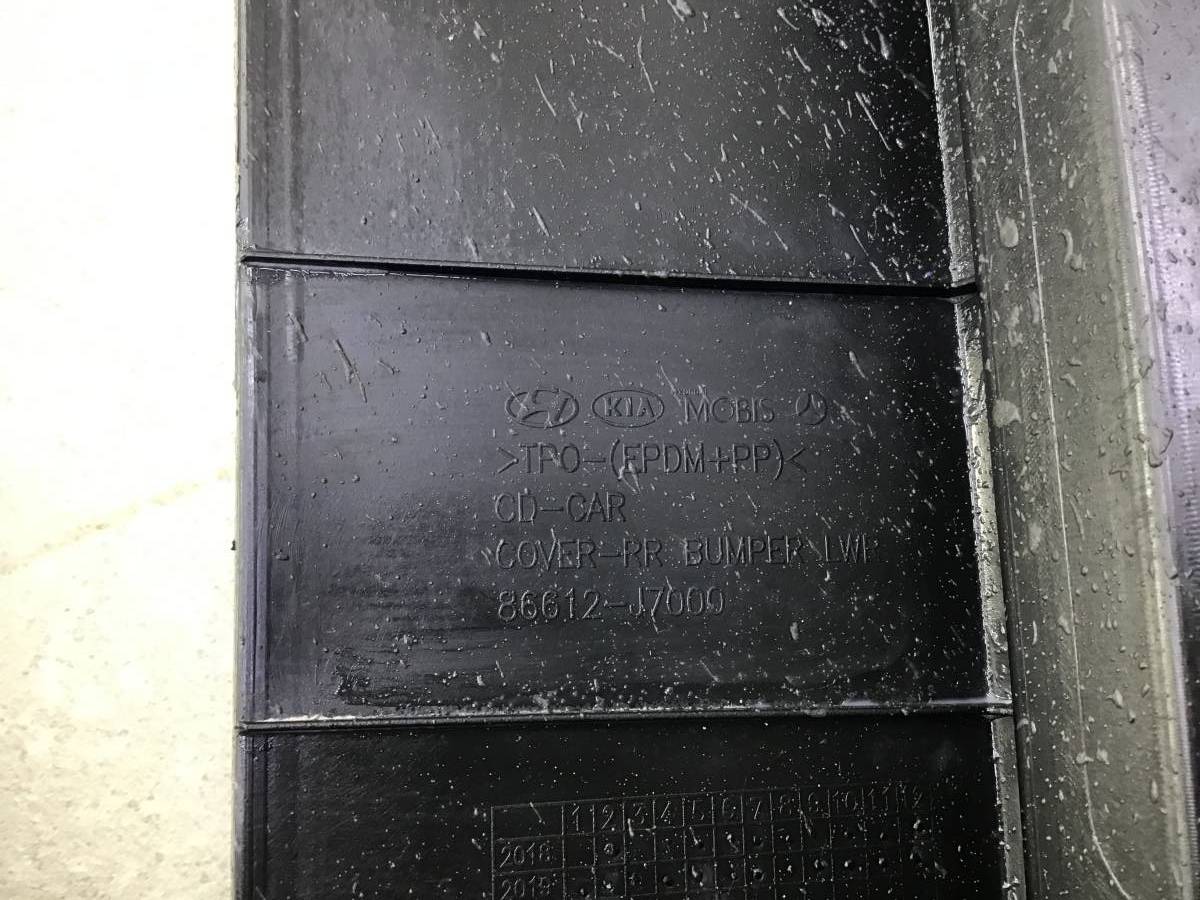 KIA MOBIS
>TPO-(EPDM+PP)<
CD-CAR
COVER-RR BUMPER LWR
86612-J7000
1 2 3 4 5 6 7 8 9 10 11 12
2018
2019